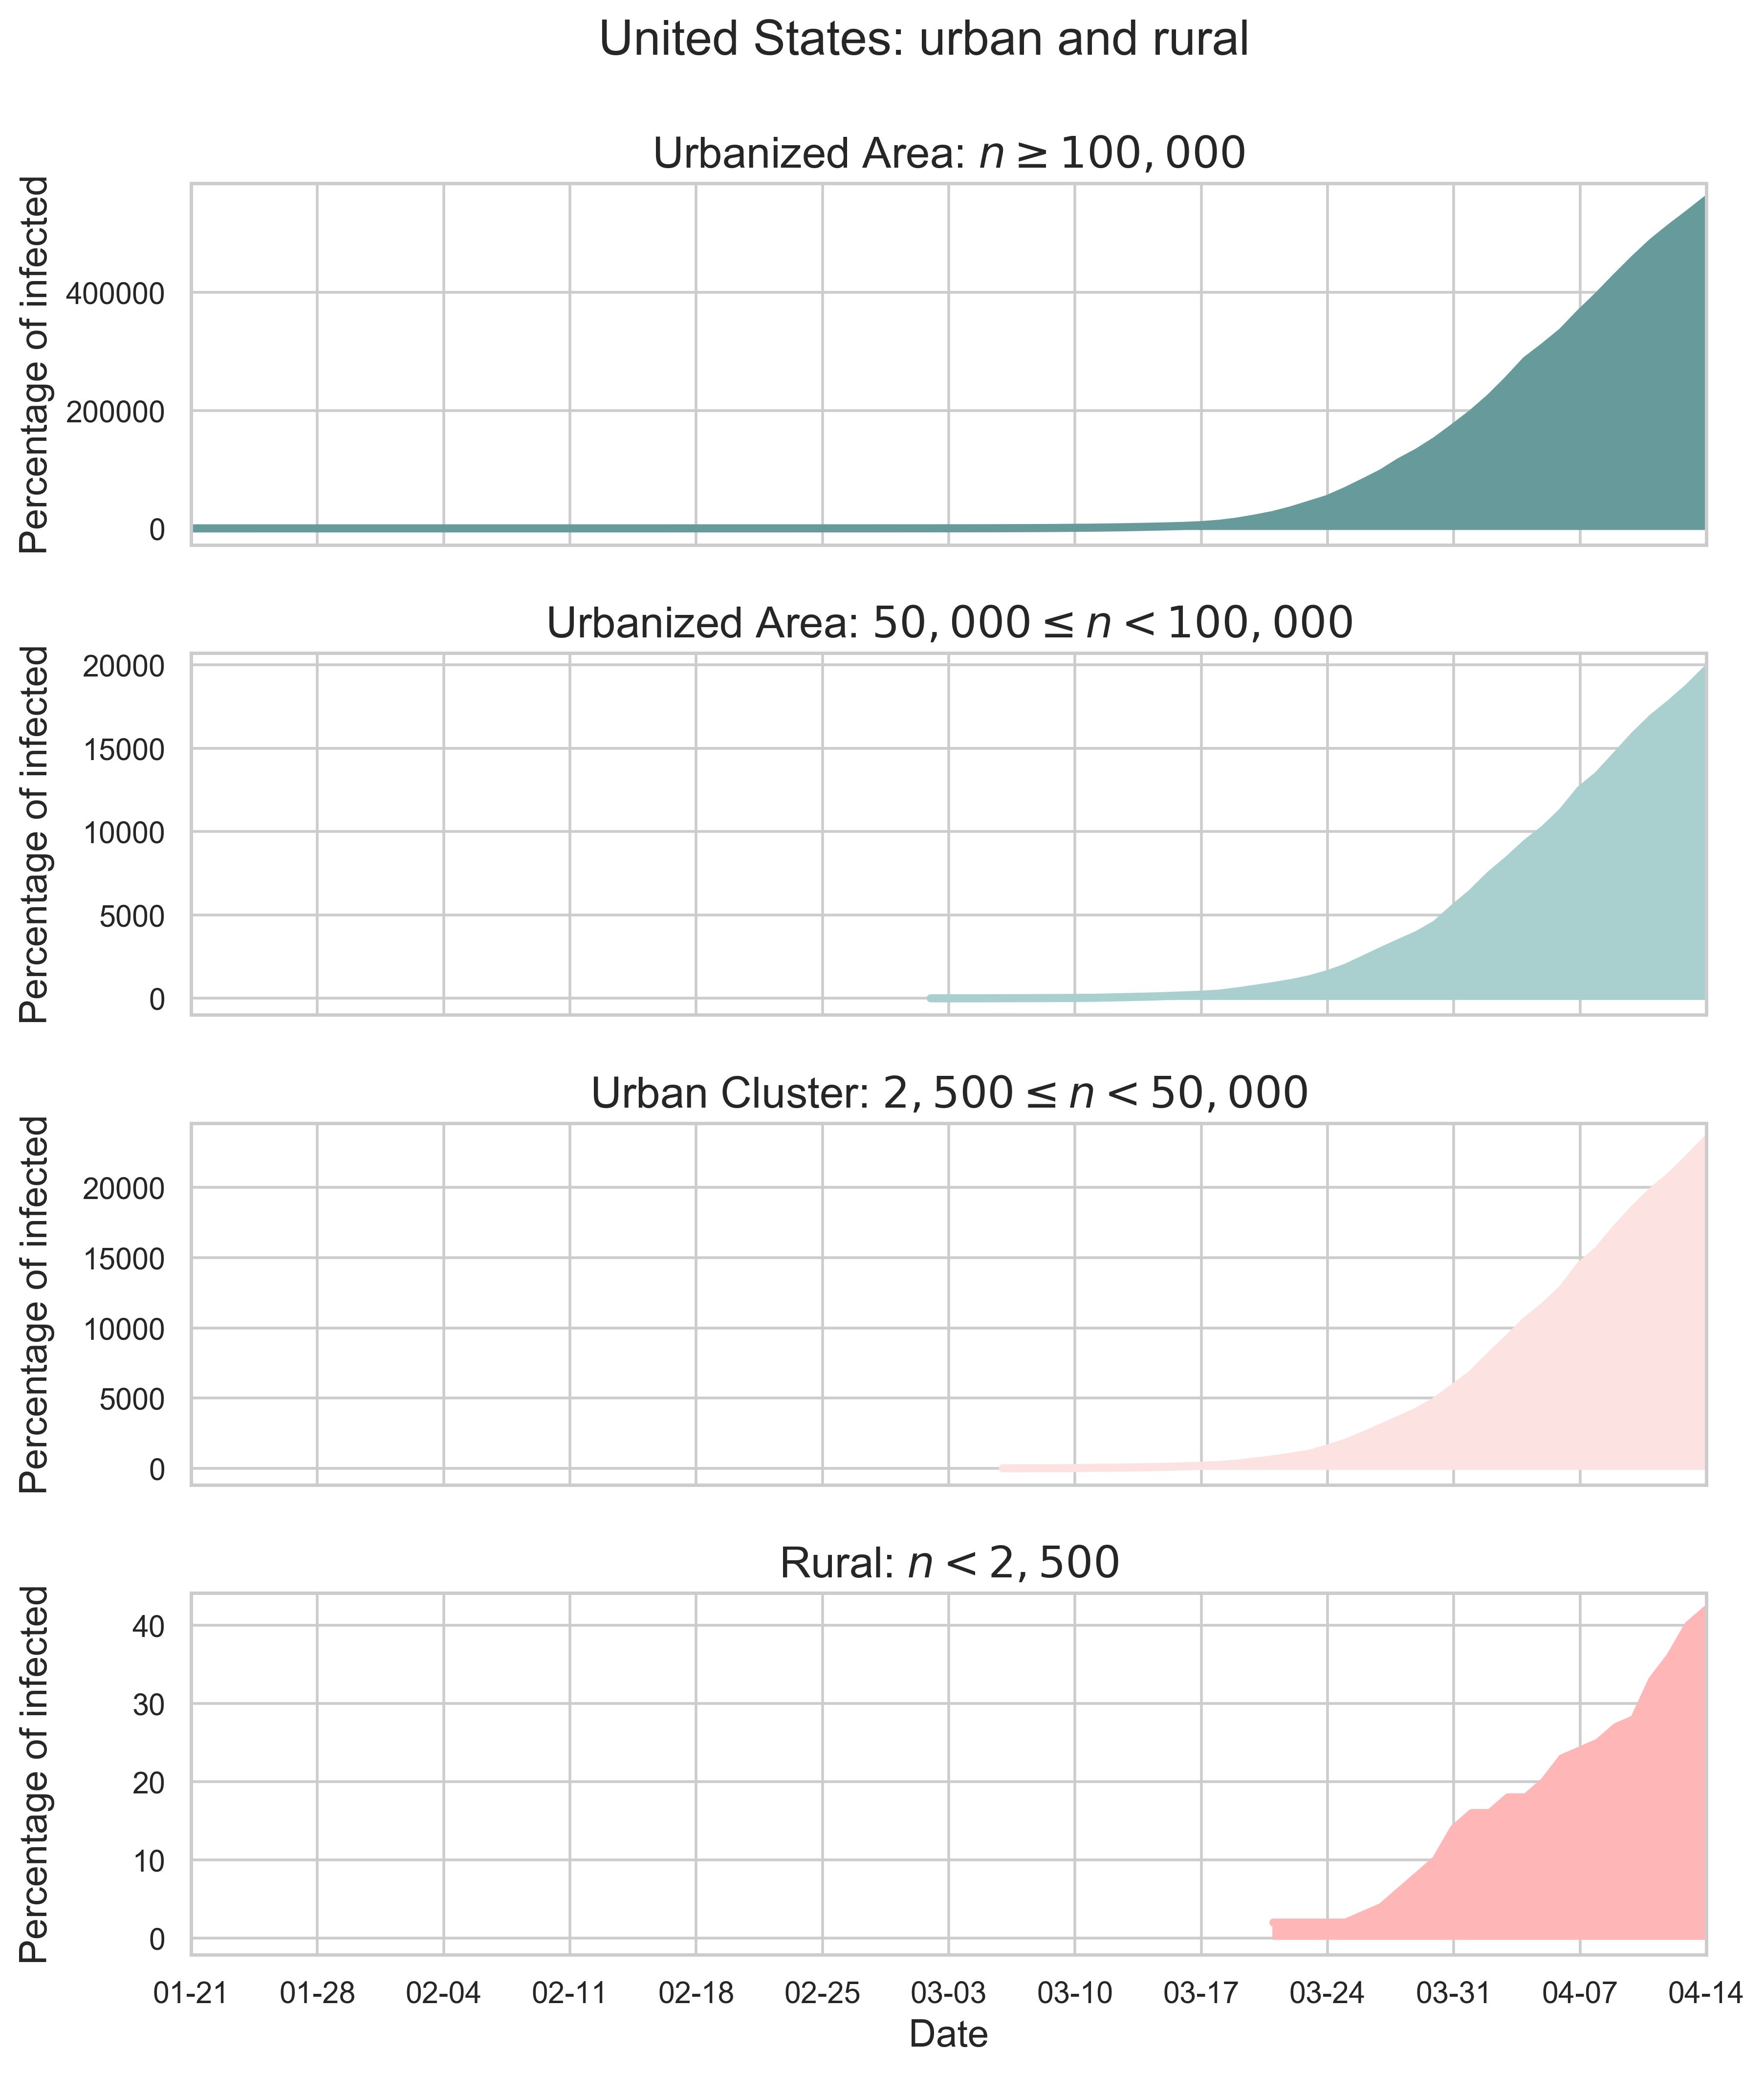 United States: urban and rural
Urbanized Area: n ≥ 100, 000
Percentage of infected
400000
200000
0
Urbanized Area: 50, 000 ≤ n < 100, 000
Percentage of infected
20000
15000
10000
5000
0
Urban Cluster: 2, 500 ≤ n < 50, 000
Percentage of infected
20000
15000
10000
5000
0
Rural: n < 2, 500
Percentage of infected
40
30
20
10
0
01-21 01-28 02-04 02-11 02-18 02-25 03-03 03-10 03-17 03-24 03-31 04-07 04-14
Date